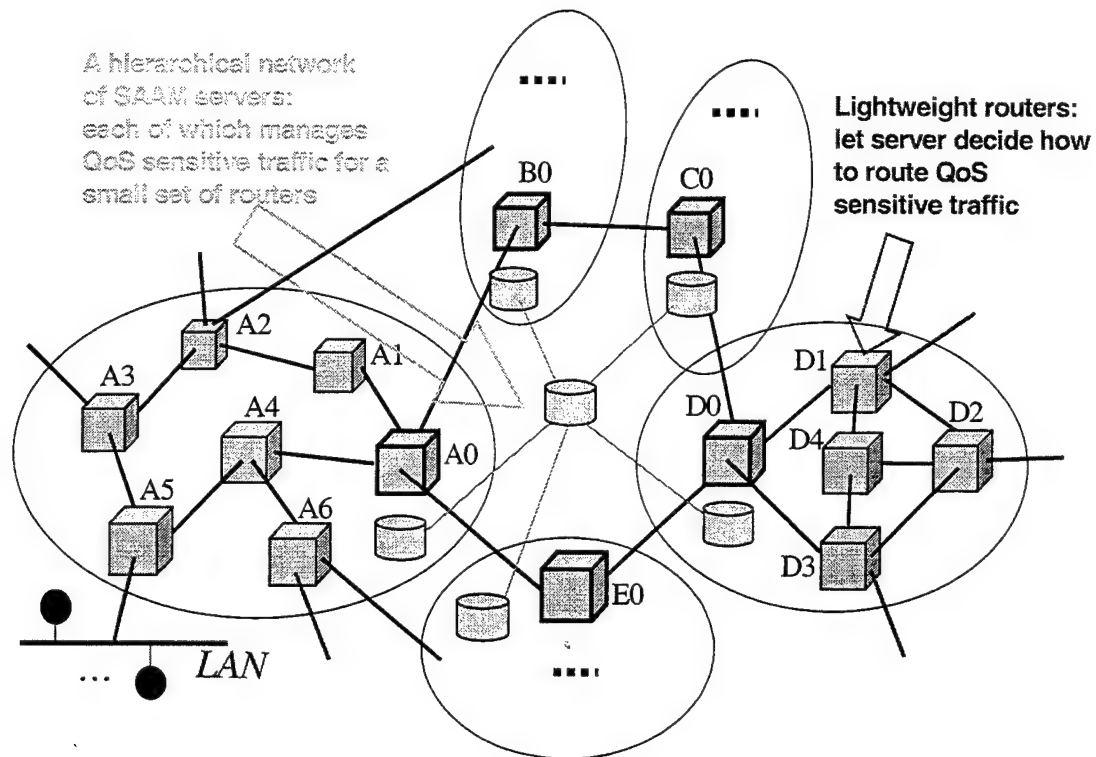 A hierarchical network
of SAAM servers:
each of which manages
QoS sensitive traffic for a
small set of routers
Lightweight routers:
let server decide how
to route QoS
sensitive traffic
B0
C0
A2
A1
A3
A4
A0
A5
A6
D1
D0
D2
D4
D3
E0
LAN
...